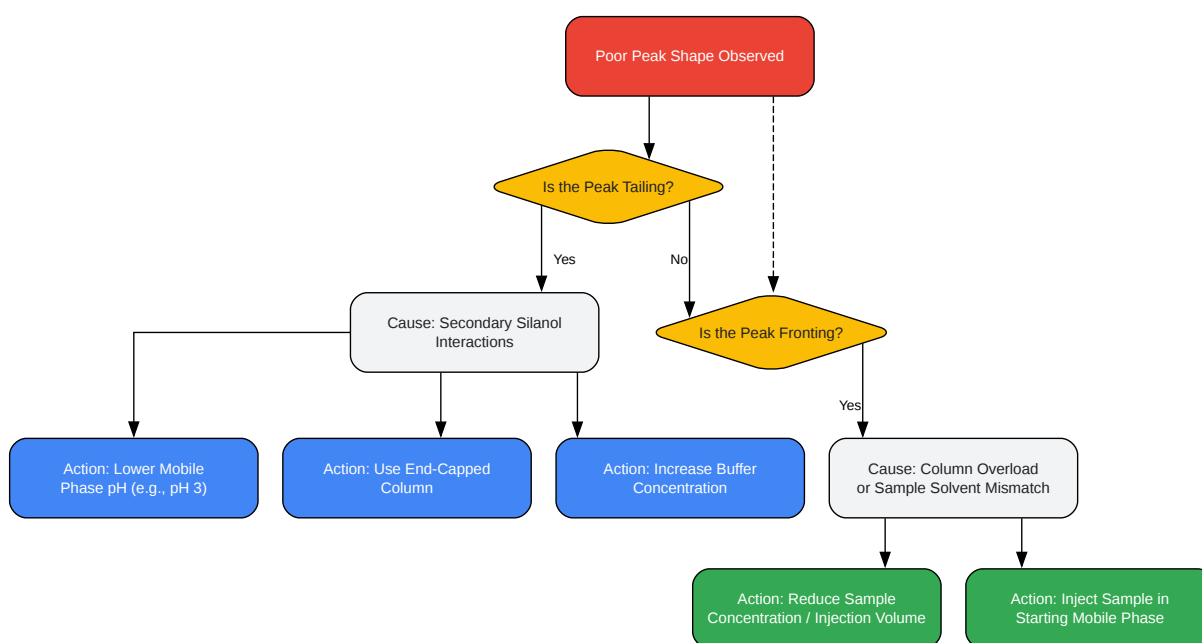 Poor Peak Shape Observed
Is the Peak Tailing?
Yes
No
Cause: Secondary Silanol
Interactions
Is the Peak Fronting?
Yes
Action: Lower Mobile
Phase pH (e.g., pH 3)
Action: Use End-Capped
Column
Action: Increase Buffer
Concentration
Cause: Column Overload
or Sample Solvent Mismatch
Action: Reduce Sample
Concentration / Injection Volume
Action: Inject Sample in
Starting Mobile Phase